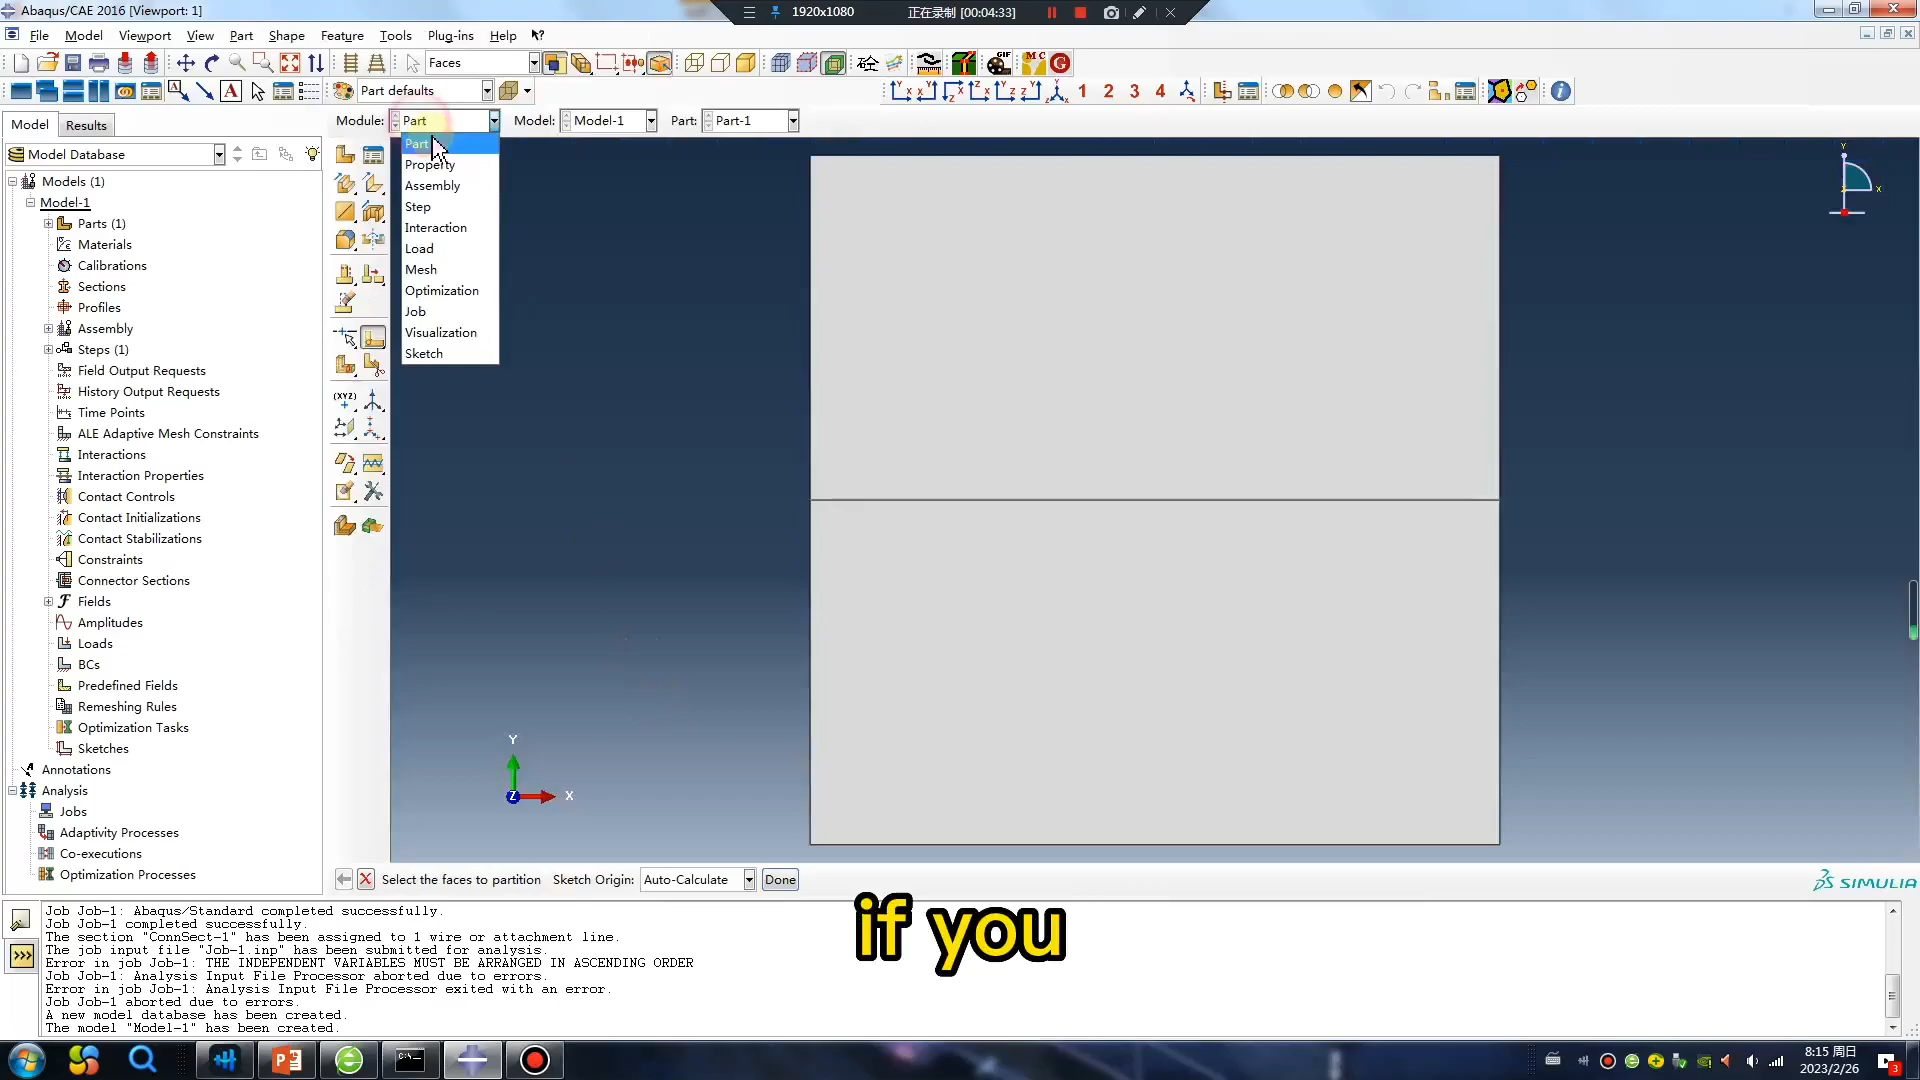 Abaqus/CAE 2016 [Viewport: 1]
1920x1080
正在录制 [00:04:33]
File Model Viewport View Part Shape Feature Tools Plug-ins Help
Faces
GIF
M C
G
A
Part defaults
1 2 3 4
Model
Results
Module: Part
Model: Model-1
Part: Part-1
Model Database
Part
Property
Assembly
Step
Interaction
Load
Mesh
Optimization
Job
Visualization
Sketch
Models (1)
Model-1
Parts (1)
Materials
Calibrations
Sections
Profiles
Assembly
Steps (1)
Field Output Requests
History Output Requests
Time Points
ALE Adaptive Mesh Constraints
Interactions
Interaction Properties
Contact Controls
Contact Initializations
Contact Stabilizations
Constraints
Connector Sections
Fields
Amplitudes
Loads
BCs
Predefined Fields
Remeshing Rules
Optimization Tasks
Sketches
Annotations
Analysis
Jobs
Adaptivity Processes
Co-executions
Optimization Processes
(XYZ)
Y
X
Y
Z
X
Select the faces to partition Sketch Origin: Auto-Calculate Done
SIMULIA
if you
Job Job-1: Abaqus/Standard completed successfully.
Job Job-1 completed successfully.
The section "ConnSect-1" has been assigned to 1 wire or attachment line.
The job input file "Job-1.inp" has been submitted for analysis.
Error in job Job-1: THE INDEPENDENT VARIABLES MUST BE ARRANGED IN ASCENDING ORDER
Job Job-1: Analysis Input File Processor aborted due to errors.
Error in job Job-1: Analysis Input File Processor exited with an error.
Job Job-1 aborted due to errors.
A new model database has been created.
The model "Model-1" has been created.
8:15 周日
2023/2/26
3